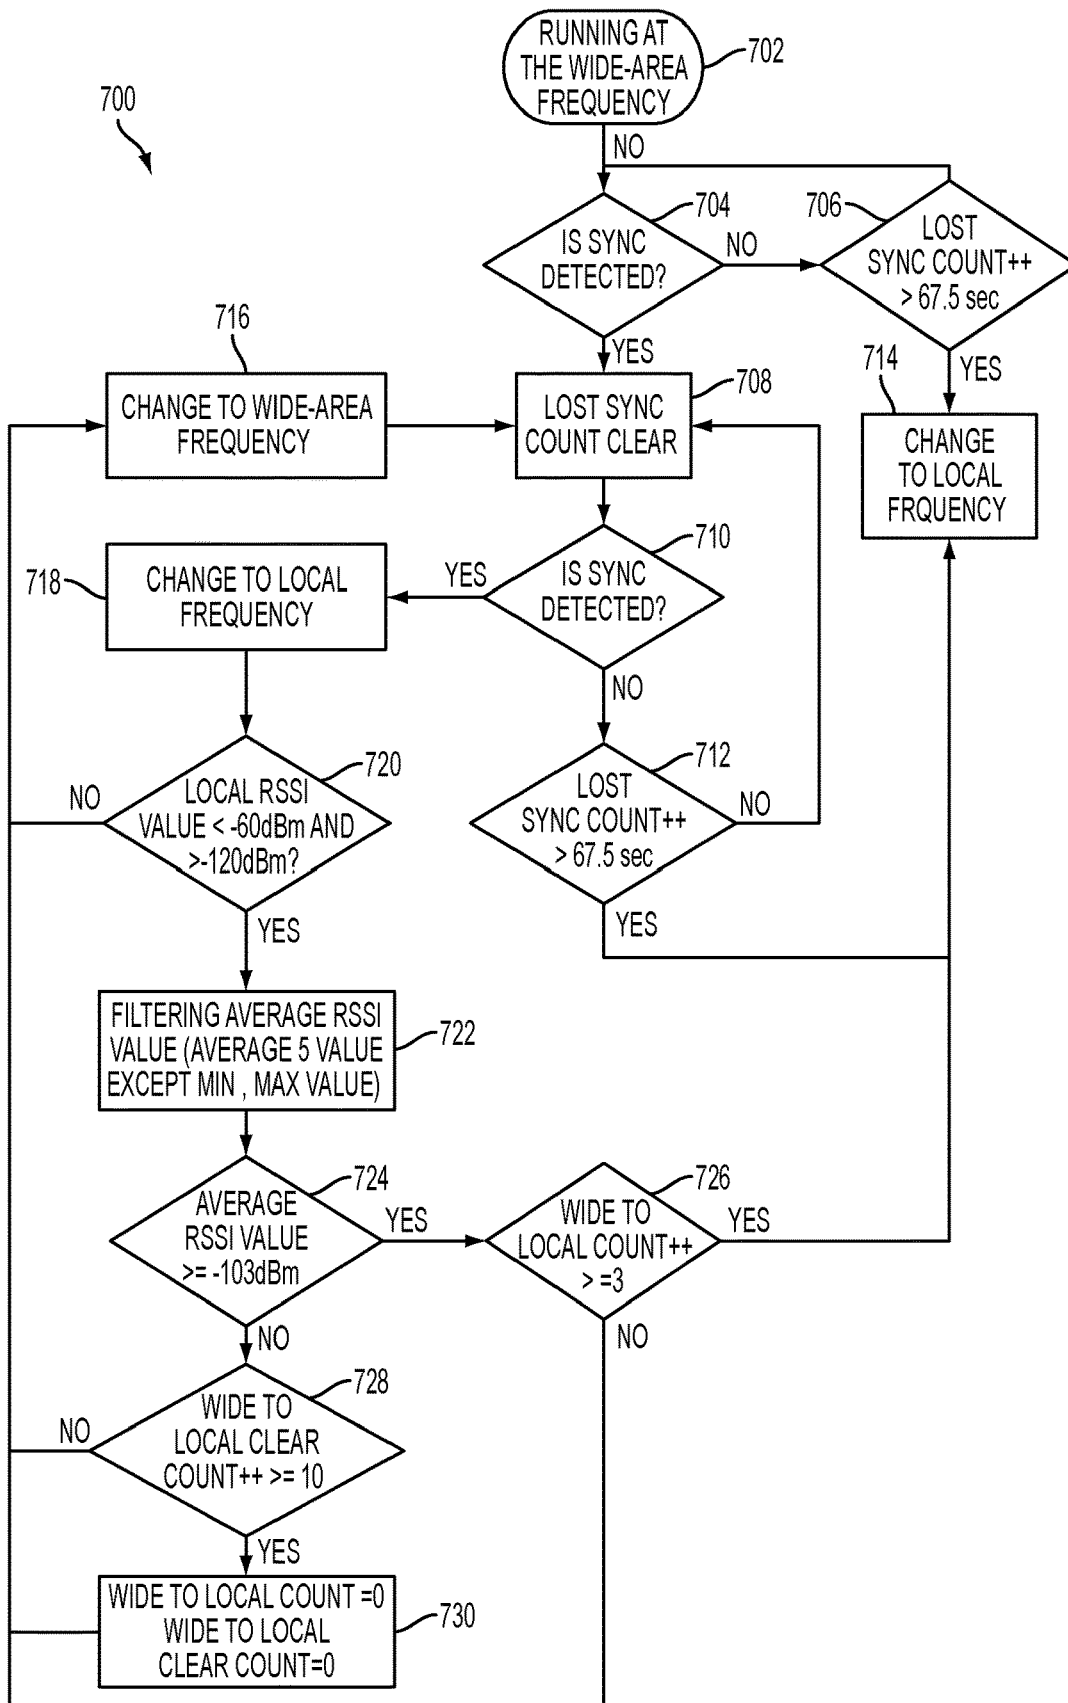 RUNNING AT
THE WIDE-AREA
FREQUENCY
702
700
NO
704
706
IS SYNC
DETECTED?
NO
LOST
SYNC COUNT++
> 67.5 sec
716
YES
708
714
YES
CHANGE TO WIDE-AREA
FREQUENCY
LOST SYNC
COUNT CLEAR
CHANGE
TO LOCAL
FRQUENCY
710
718
CHANGE TO LOCAL
FREQUENCY
YES
IS SYNC
DETECTED?
NO
720
712
NO
LOCAL RSSI
VALUE < -60dBm AND
>-120dBm?
LOST
SYNC COUNT++
> 67.5 sec
NO
YES
YES
FILTERING AVERAGE RSSI
VALUE (AVERAGE 5 VALUE
EXCEPT MIN , MAX VALUE)
722
724
726
AVERAGE
RSSI VALUE
>= -103dBm
YES
WIDE TO
LOCAL COUNT++
> =3
YES
NO
NO
728
NO
WIDE TO
LOCAL CLEAR
COUNT++ >= 10
YES
WIDE TO LOCAL COUNT =0
WIDE TO LOCAL
CLEAR COUNT=0
730